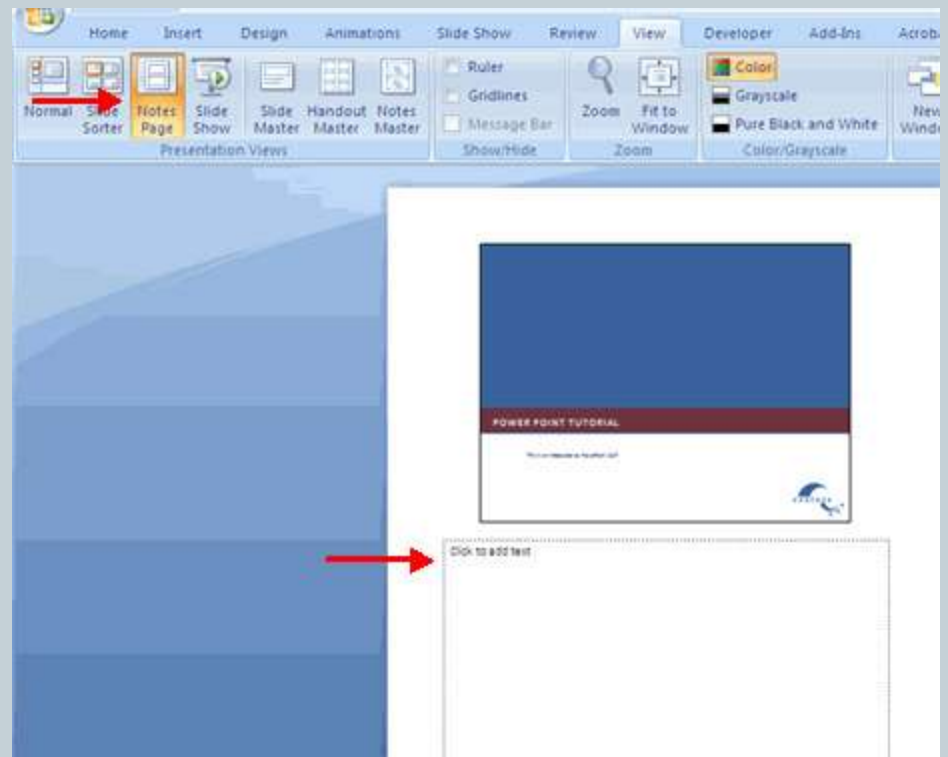 Home Insert Design Animations Slide Show Review View Developer Add-Ins Acrob
Normal Slide Sorter Notes Page Slide Show Slide Master Handout Master Notes Master
Presentation Views
Ruler
Gridlines
Message Bar
Show/Hide
Zoom Fit to Window
Zoom
Color
Grayscale
Pure Black and White
Color/Grayscale
New
POWER POINT TUTORIAL
Click to add text